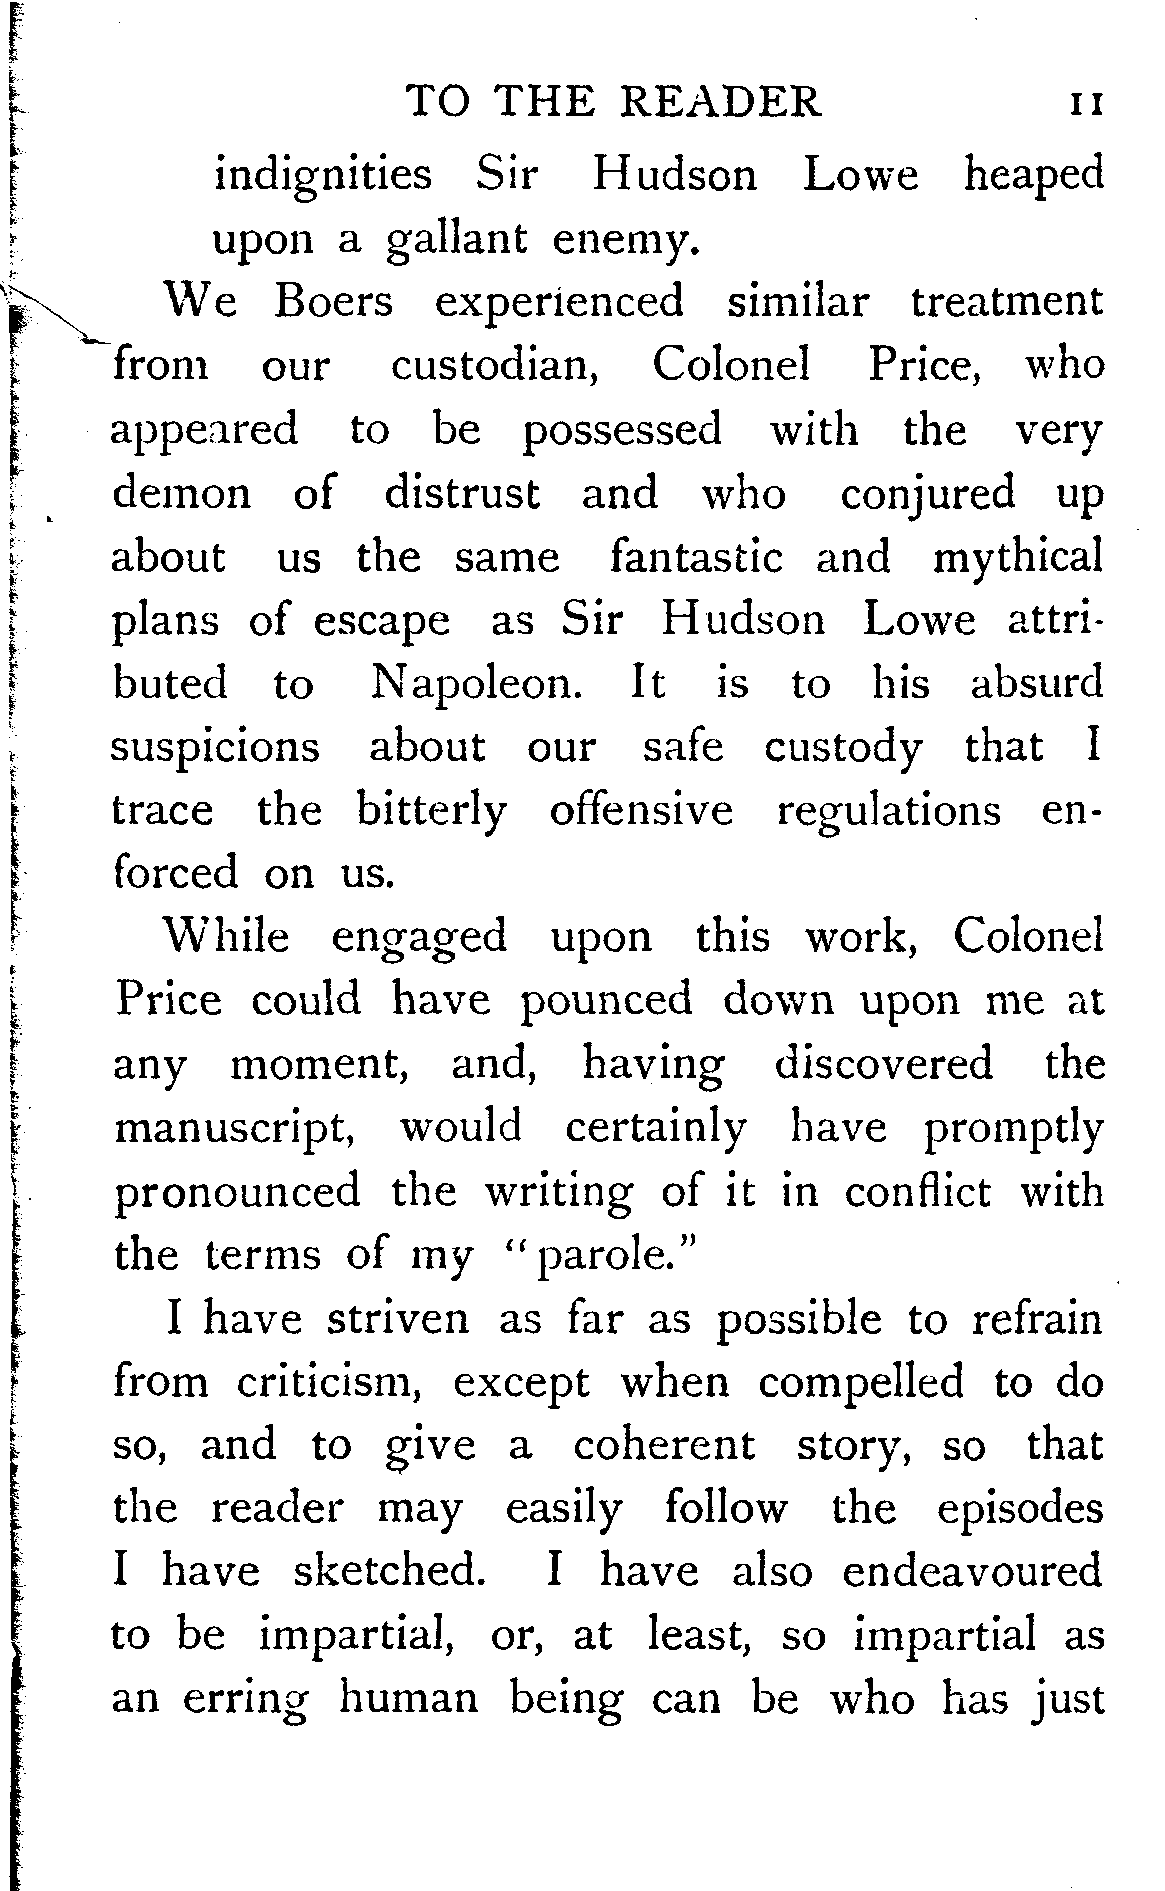 TO THE READER 11
indignities Sir Hudson Lowe heaped
upon a gallant enemy.
We Boers experienced similar treatment
from our custodian, Colonel Price, who
appeared to be possessed with the very
demon of distrust and who conjured up
about us the same fantastic and mythical
plans of escape as Sir Hudson Lowe attri-
buted to Napoleon. It is to his absurd
suspicions about our safe custody that I
trace the bitterly offensive regulations en-
forced on us.
While engaged upon this work, Colonel
Price could have pounced down upon me at
any moment, and, having discovered the
manuscript, would certainly have promptly
pronounced the writing of it in conflict with
the terms of my “parole.”
I have striven as far as possible to refrain
from criticism, except when compelled to do
so, and to give a coherent story, so that
the reader may easily follow the episodes
I have sketched. I have also endeavoured
to be impartial, or, at least, so impartial as
an erring human being can be who has just